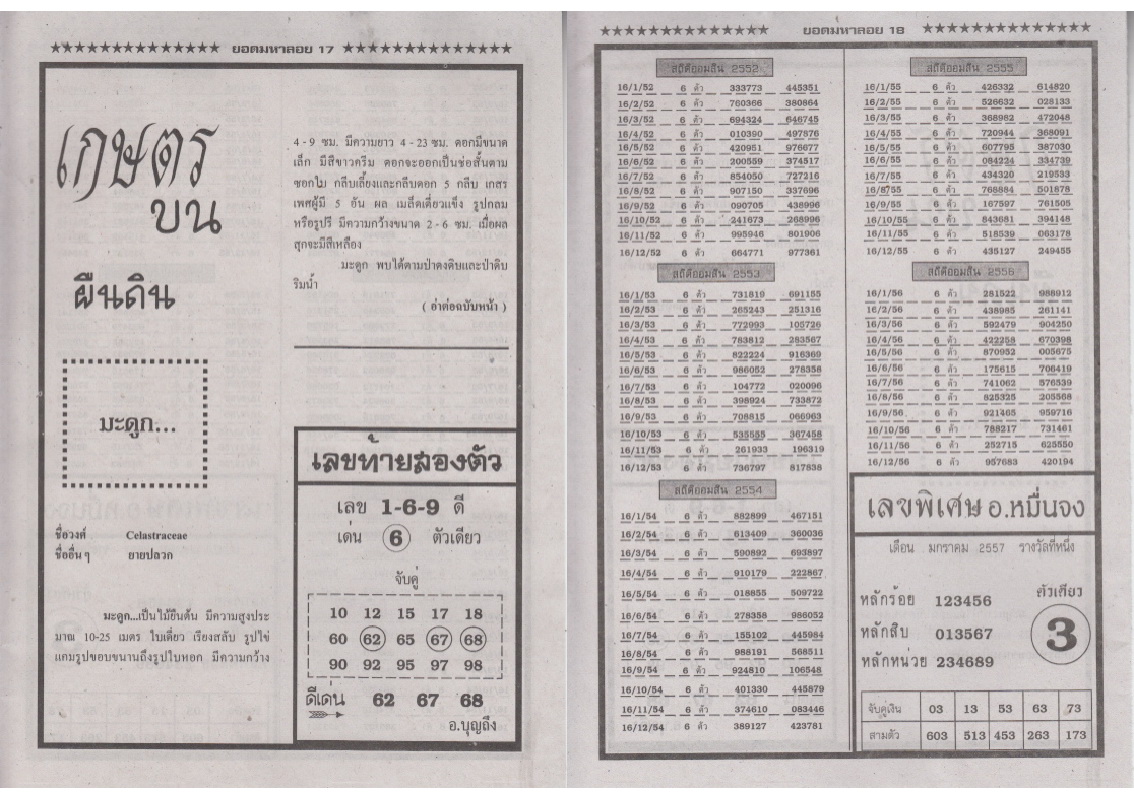 ★★★★★★★★★★★★★★ ยอดมหาลอย 17 ★★★★★★★★★★★★★★
เกษตร
บน
ผืนดิน
มะดูก...
ชื่อวงศ์ Celastraceae
ชื่ออื่น ๆ ยายปลวก
มะดูก...เป็นไม้ยืนต้น มีความสูงประ
มาณ 10-25 เมตร ใบเดี่ยว เรียงสลับ รูปไข่
แกมรูปขอบขนานถึงรูปใบหอก มีความกว้าง
4 - 9 ซม. มีความยาว 4 - 23 ซม. ดอกมีขนาด
เล็ก มีสีขาวครีม ดอกจะออกเป็นช่อสั้นตาม
ซอกใบ กลีบเลี้ยงและกลีบดอก 5 กลีบ เกสร
เพศผู้มี 5 อัน ผล เมล็ดเดี่ยวแข็ง รูปกลม
หรือรูปรี มีความกว้างขนาด 2 - 6 ซม. เมื่อผล
สุกจะมีสีเหลือง
มะดูก พบได้ตามป่าดงดิบและป่าดิบ
ริมน้ำ
( อ่าต่อฉบับหน้า )
เลขท้ายสองตัว
เลข 1-6-9 ดี
เด่น 6 ตัวเดียว
จับคู่
10 12 15 17 18
60 62 65 67 68
90 92 95 97 98
ดีเด่น 62 67 68
อ.บุญถึง
★★★★★★★★★★★★★★ ยอดมหาลอย 18 ★★★★★★★★★★★★★★
สถิติออมสิน 2552
16/1/52 6 ตัว 333773 445351
16/2/52 6 ตัว 760366 380864
16/3/52 6 ตัว 694324 646745
16/4/52 6 ตัว 010390 497876
16/5/52 6 ตัว 420951 976077
16/6/52 6 ตัว 200559 374517
16/7/52 6 ตัว 854050 727216
16/8/52 6 ตัว 907150 337696
16/9/52 6 ตัว 090705 438996
16/10/52 6 ตัว 241673 268996
16/11/52 6 ตัว 995946 801906
16/12/52 6 ตัว 664771 977361
สถิติออมสิน 2553
16/1/53 6 ตัว 731819 691155
16/2/53 6 ตัว 265243 251316
16/3/53 6 ตัว 772993 105726
16/4/53 6 ตัว 763812 283567
16/5/53 6 ตัว 822224 916369
16/6/53 6 ตัว 986052 278358
16/7/53 6 ตัว 104772 020096
16/8/53 6 ตัว 398924 733872
16/9/53 6 ตัว 708815 066963
16/10/53 6 ตัว 535555 367458
16/11/53 6 ตัว 261933 196319
16/12/53 6 ตัว 736797 817838
สถิติออมสิน 2554
16/1/54 6 ตัว 882899 467151
16/2/54 6 ตัว 613409 360036
16/3/54 6 ตัว 590892 693897
16/4/54 6 ตัว 910179 222867
16/5/54 6 ตัว 018855 509722
16/6/54 6 ตัว 278358 986052
16/7/54 6 ตัว 155102 445984
16/8/54 6 ตัว 988191 568511
16/9/54 6 ตัว 924810 106548
16/10/54 6 ตัว 401330 445879
16/11/54 6 ตัว 374610 083446
16/12/54 6 ตัว 389127 423781
สถิติออมสิน 2555
16/1/55 6 ตัว 426332 614820
16/2/55 6 ตัว 526632 028133
16/3/55 6 ตัว 368982 472048
16/4/55 6 ตัว 720944 368091
16/5/55 6 ตัว 607795 387030
16/6/55 6 ตัว 084224 334739
16/7/55 6 ตัว 434320 219533
16/8/55 6 ตัว 768884 501878
16/9/55 6 ตัว 167597 761505
16/10/55 6 ตัว 843681 394148
16/11/55 6 ตัว 518539 063178
16/12/55 6 ตัว 435127 249455
สถิติออมสิน 2556
16/1/56 6 ตัว 281522 988912
16/2/56 6 ตัว 438985 261141
16/3/56 6 ตัว 592479 904250
16/4/56 6 ตัว 422258 670398
16/5/56 6 ตัว 870952 005675
16/6/56 6 ตัว 175615 706419
16/7/56 6 ตัว 741062 576539
16/8/56 6 ตัว 825325 205568
16/9/56 6 ตัว 921465 959716
16/10/56 6 ตัว 788217 731461
16/11/56 6 ตัว 252715 625550
16/12/56 6 ตัว 957683 420194
เลขพิเศษ อ.หมื่นจง
เดือน มกราคม 2557 รางวัลที่หนึ่ง
หลักร้อย 123456 ตัวเดียว
หลักสิบ 013567 3
หลักหน่วย 234689
จับคู่เงิน 03 13 53 63 73
สามตัว 603 513 453 263 173